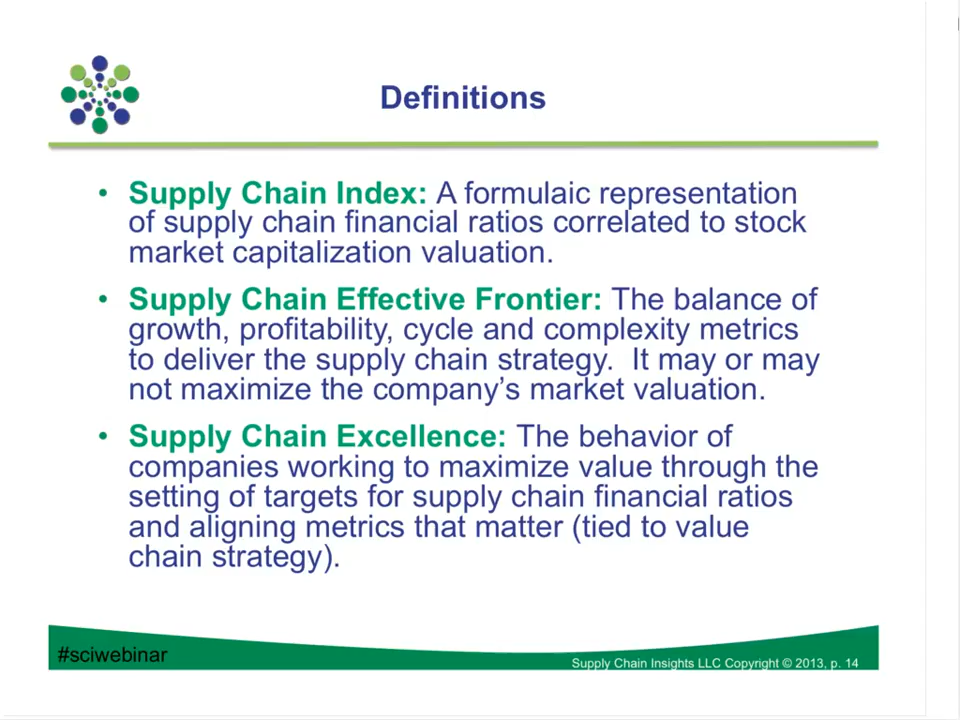 Definitions
• Supply Chain Index: A formulaic representation
of supply chain financial ratios correlated to stock
market capitalization valuation.
• Supply Chain Effective Frontier: The balance of
growth, profitability, cycle and complexity metrics
to deliver the supply chain strategy.  It may or may
not maximize the company’s market valuation.
• Supply Chain Excellence: The behavior of
companies working to maximize value through the
setting of targets for supply chain financial ratios
and aligning metrics that matter (tied to value
chain strategy).
#sciwebinar
Supply Chain Insights LLC Copyright © 2013, p. 14